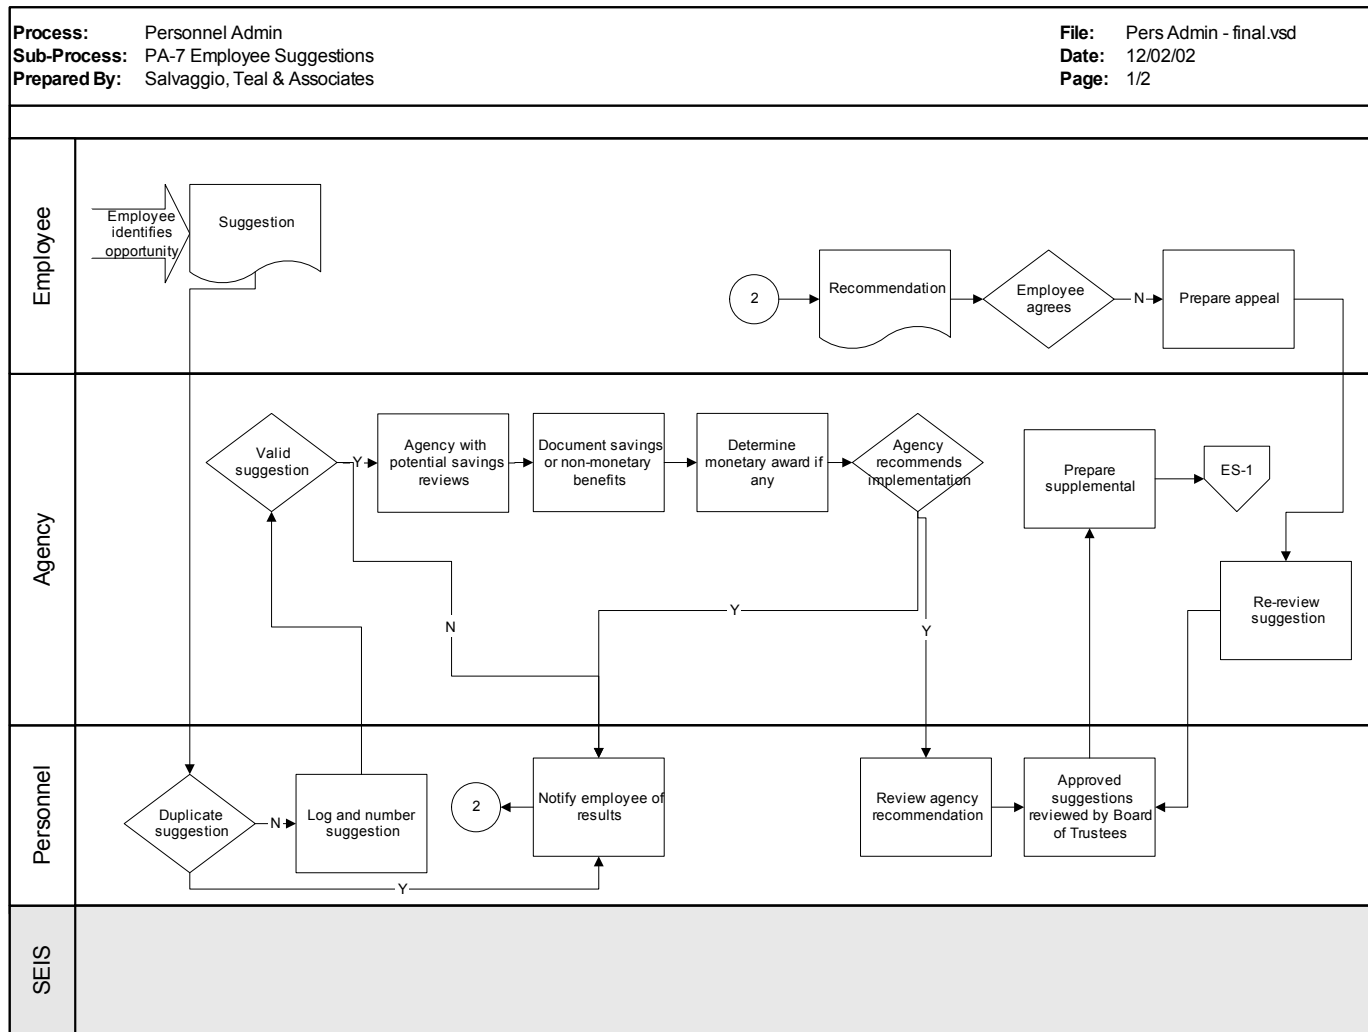 Process: Personnel Admin
Sub-Process: PA-7 Employee Suggestions
Prepared By: Salvaggio, Teal & Associates
File: Pers Admin - final.vsd
Date: 12/02/02
Page: 1/2
Employee
Employee
identifies
opportunity
Suggestion
2
Recommendation
Employee
agrees
N
Prepare appeal
Agency
Valid
suggestion
Y
Agency with
potential savings
reviews
Document savings
or non-monetary
benefits
Determine
monetary award if
any
Agency
recommends
implementation
Prepare
supplemental
ES-1
N
Y
Y
Re-review
suggestion
Personnel
Duplicate
suggestion
N
Log and number
suggestion
2
Notify employee of
results
Review agency
recommendation
Approved
suggestions
reviewed by Board
of Trustees
Y
SEIS